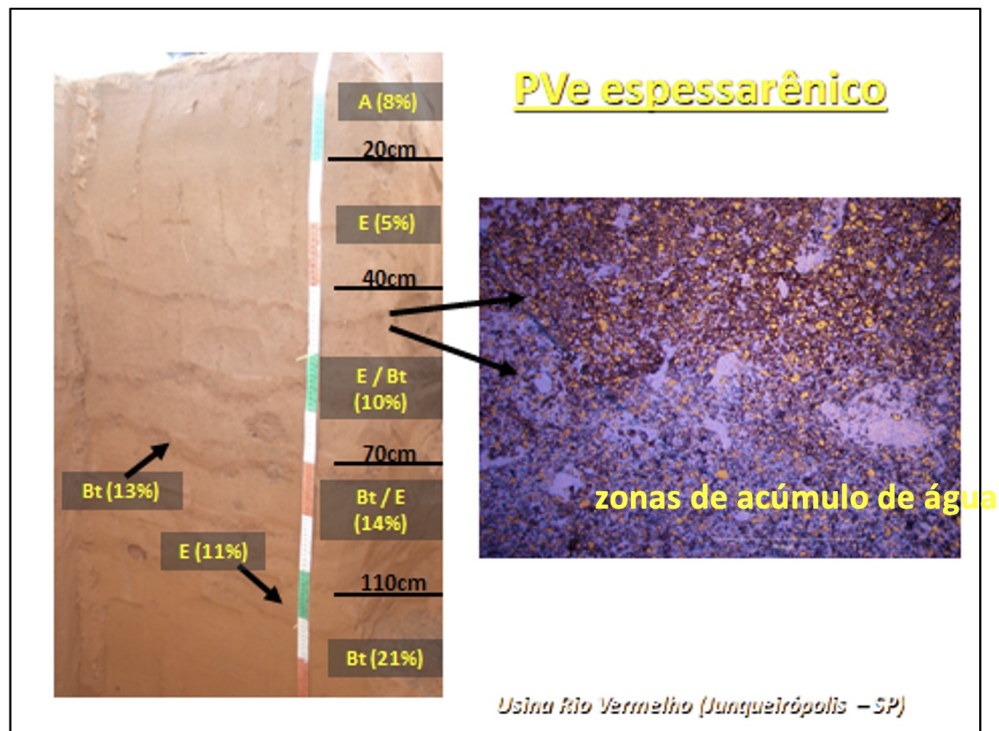 PVe espessarênico
A (8%)
20cm
E (5%)
40cm
E / Bt
(10%)
70cm
Bt (13%)
Bt / E
(14%)
E (11%)
110cm
Bt (21%)
zonas de acúmulo de água
Usina Rio Vermelho (Junqueirópolis – SP)